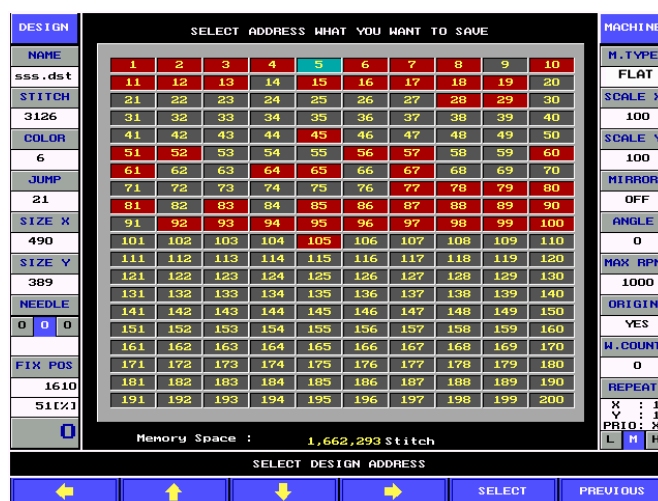 DESIGN
SELECT ADDRESS WHAT YOU WANT TO SAVE
MACHINE
NAME
sss.dst
STITCH
3126
COLOR
6
JUMP
21
SIZE X
490
SIZE Y
389
NEEDLE
0 0 0
FIX POS
1610
51[%]
0
1 2 3 4 5 6 7 8 9 10
11 12 13 14 15 16 17 18 19 20
21 22 23 24 25 26 27 28 29 30
31 32 33 34 35 36 37 38 39 40
41 42 43 44 45 46 47 48 49 50
51 52 53 54 55 56 57 58 59 60
61 62 63 64 65 66 67 68 69 70
71 72 73 74 75 76 77 78 79 80
81 82 83 84 85 86 87 88 89 90
91 92 93 94 95 96 97 98 99 100
101 102 103 104 105 106 107 108 109 110
111 112 113 114 115 116 117 118 119 120
121 122 123 124 125 126 127 128 129 130
131 132 133 134 135 136 137 138 139 140
141 142 143 144 145 146 147 148 149 150
151 152 153 154 155 156 157 158 159 160
161 162 163 164 165 166 167 168 169 170
171 172 173 174 175 176 177 178 179 180
181 182 183 184 185 186 187 188 189 190
191 192 193 194 195 196 197 198 199 200
Memory Space : 1,662,293 Stitch
M.TYPE
FLAT
SCALE X
100
SCALE Y
100
MIRROR
OFF
ANGLE
0
MAX RPM
1000
ORIGIN
YES
W.COUNT
0
REPEAT
X : 1
Y : 1
PRIO: X
L M H
SELECT DESIGN ADDRESS
SELECT PREVIOUS